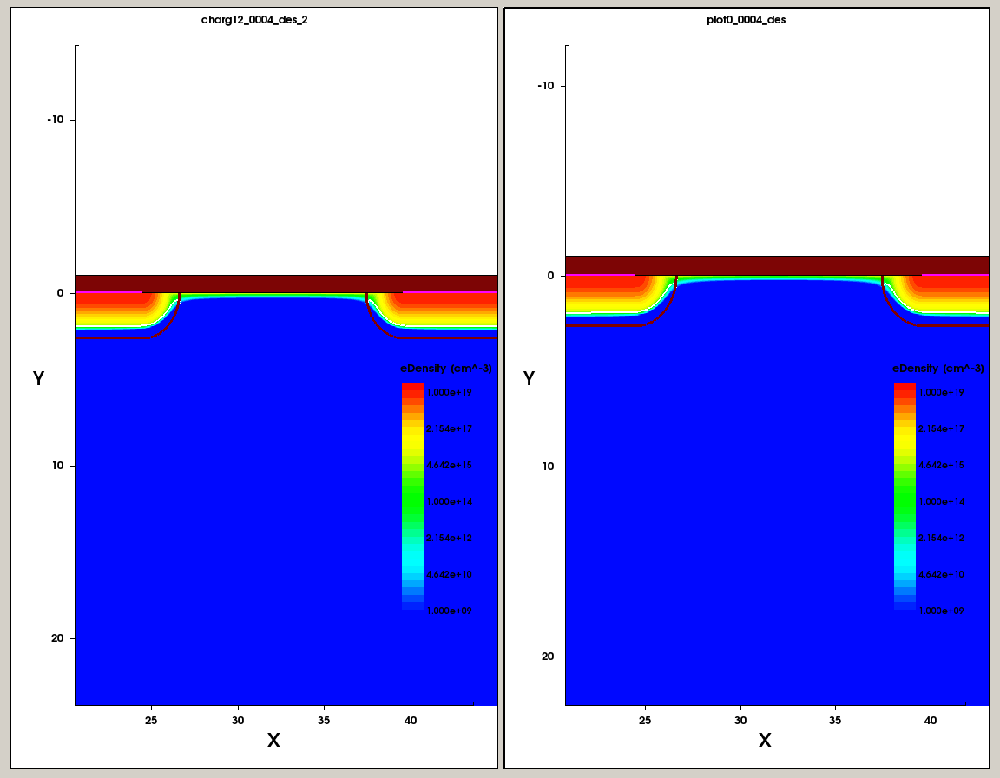 charg12_0004_des_2
-10
0
Y
10
20
eDensity (cm^-3)
1.000e+19
2.154e+17
4.642e+15
1.000e+14
2.154e+12
4.642e+10
1.000e+09
25 30 35 40
X
plot0_0004_des
-10
0
Y
10
20
eDensity (cm^-3)
1.000e+19
2.154e+17
4.642e+15
1.000e+14
2.154e+12
4.642e+10
1.000e+09
25 30 35 40
X